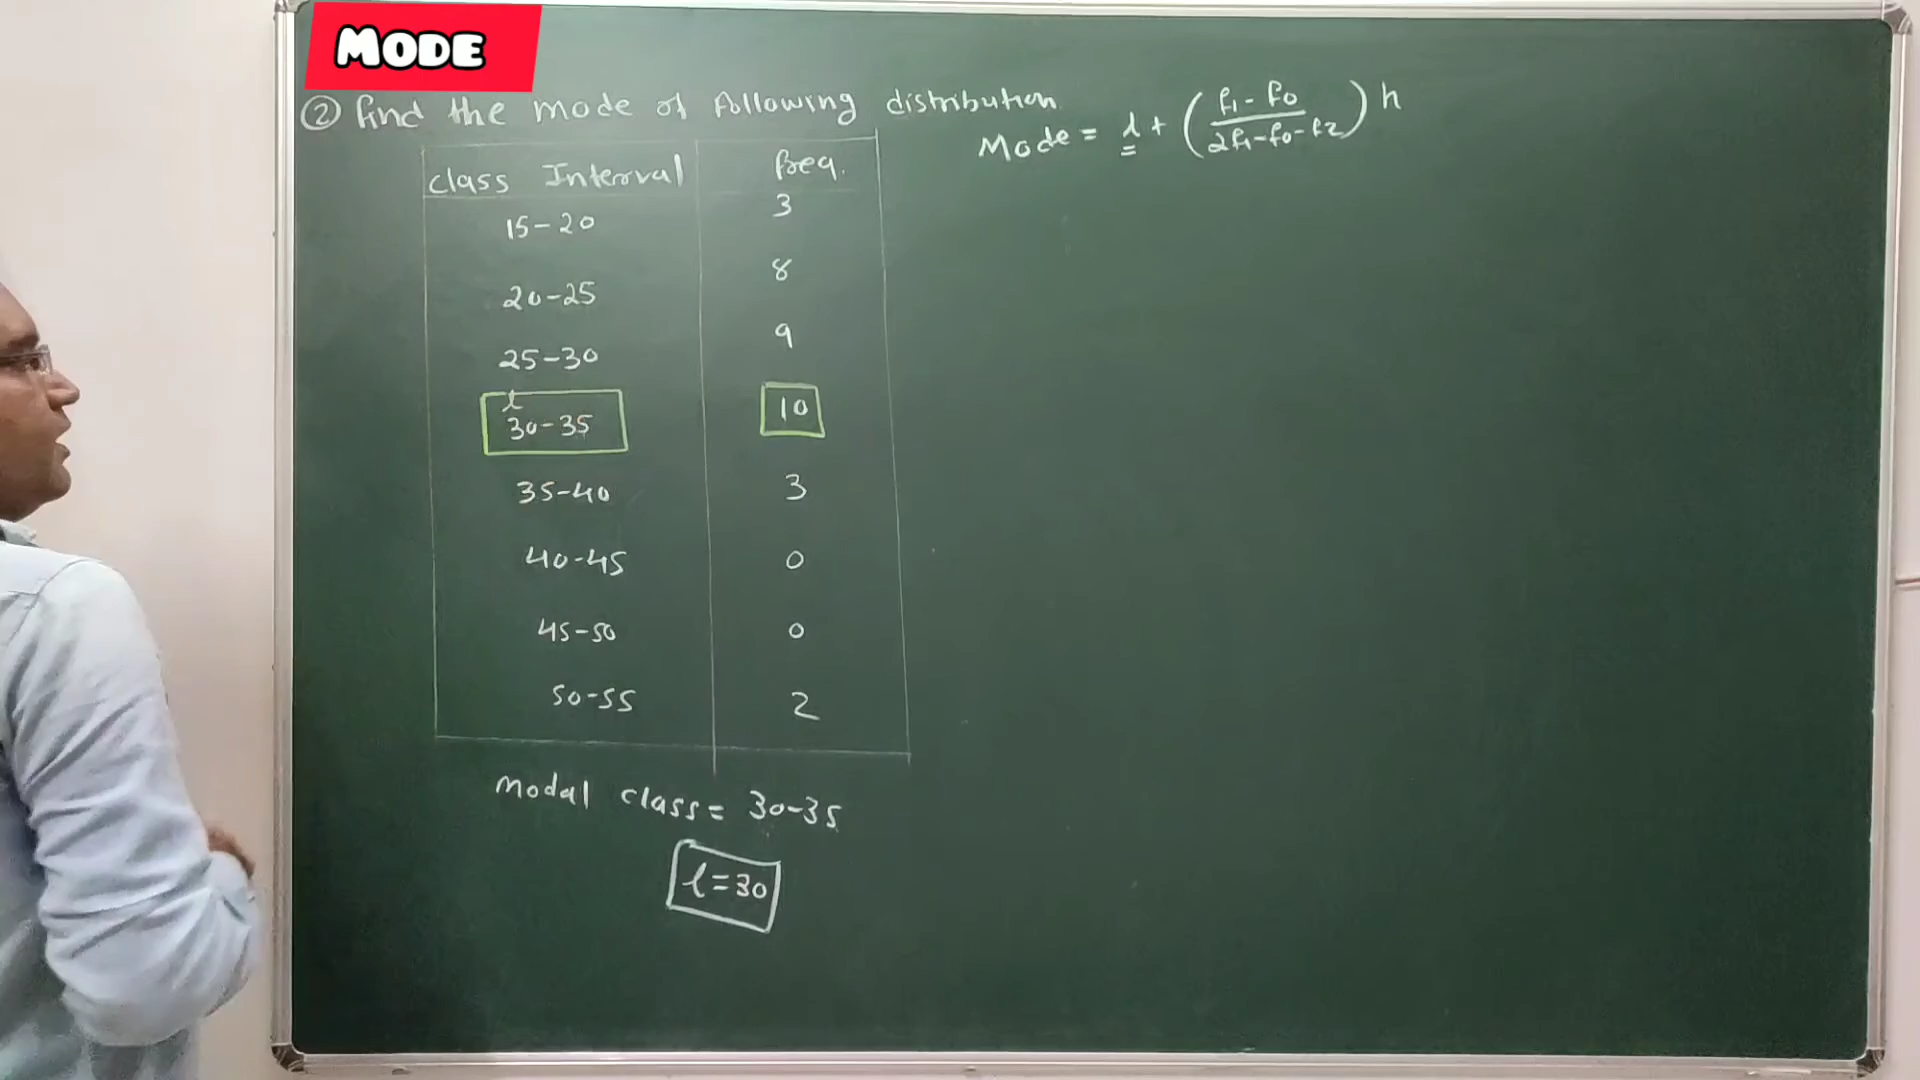 MODE
② find the mode of following distribution
Mode = l + ( f1 - f0 / 2f1-f0-f2 ) h
class Interval freq.
15-20 3
20-25 8
25-30 9
l
30-35 10
35-40 3
40-45 0
45-50 0
50-55 2
modal class = 30-35
l=30